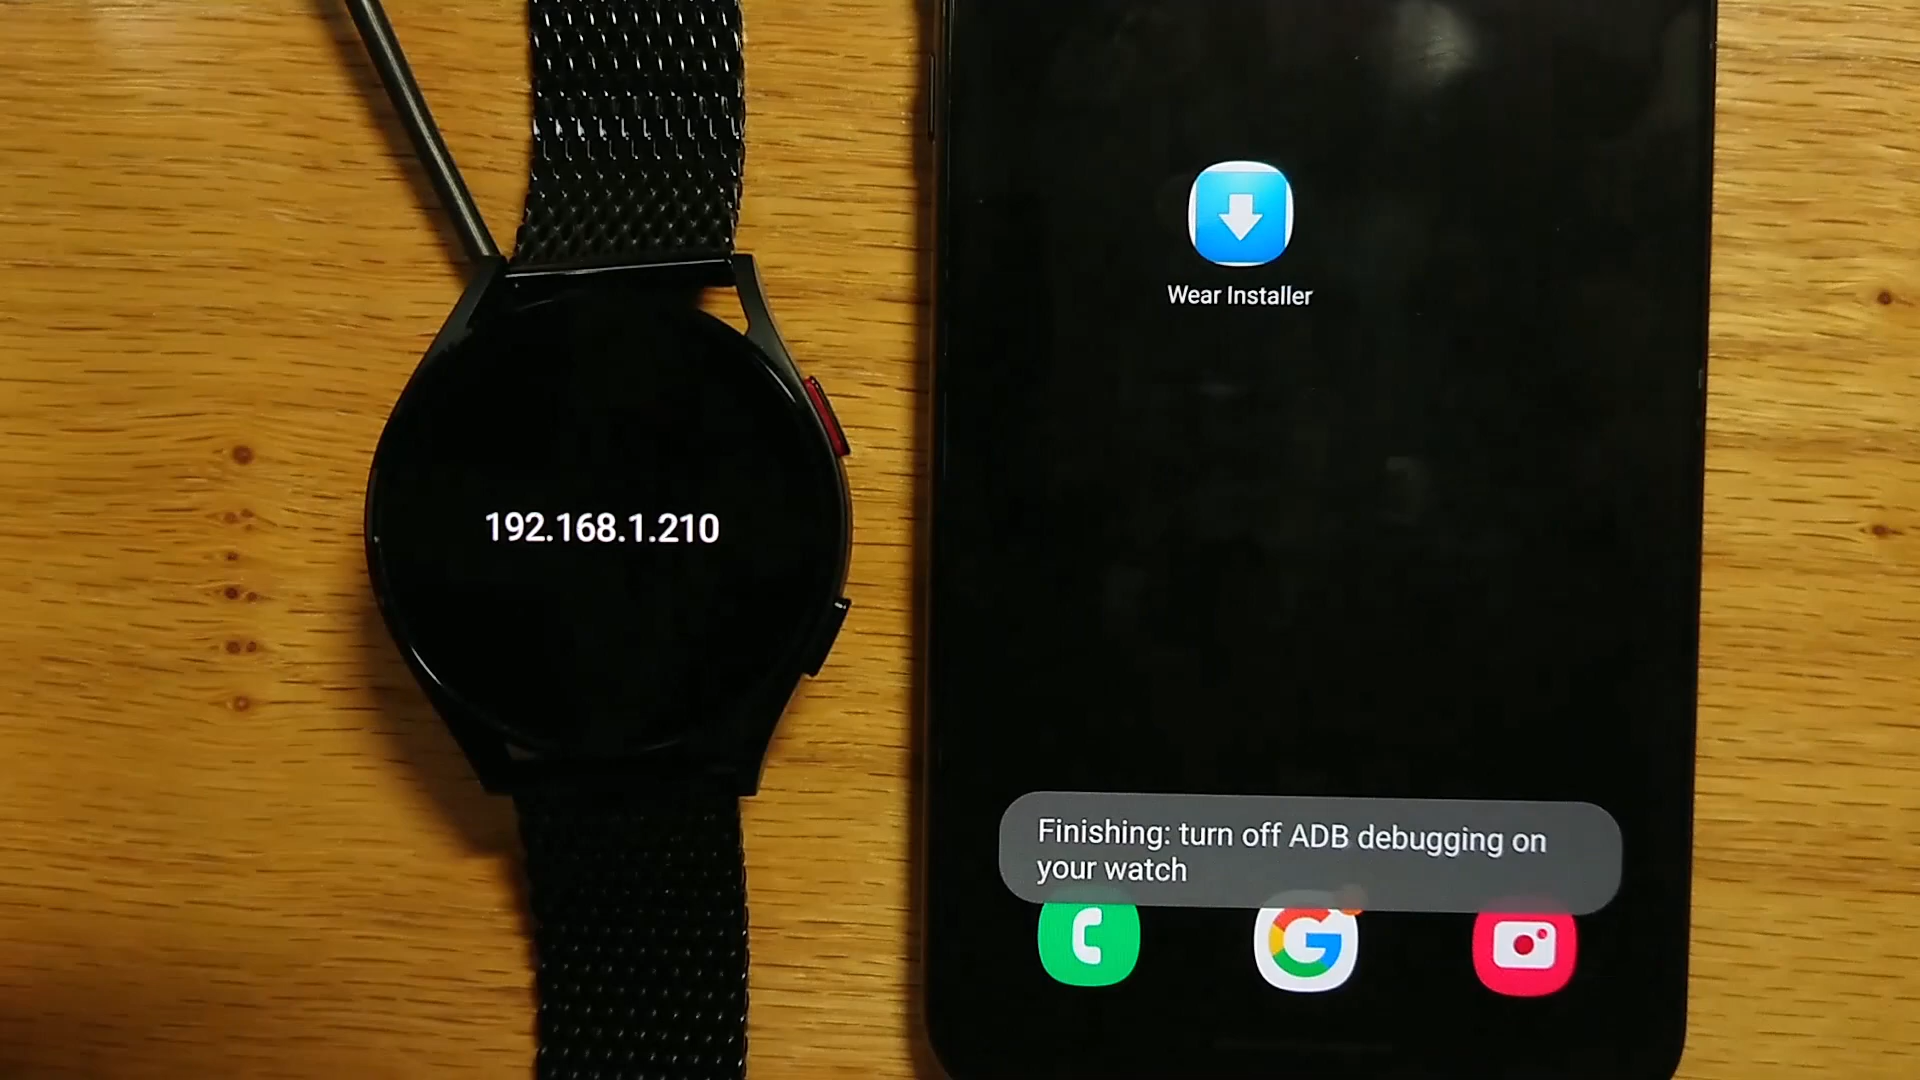 192.168.1.210
Wear Installer
Finishing: turn off ADB debugging on
your watch